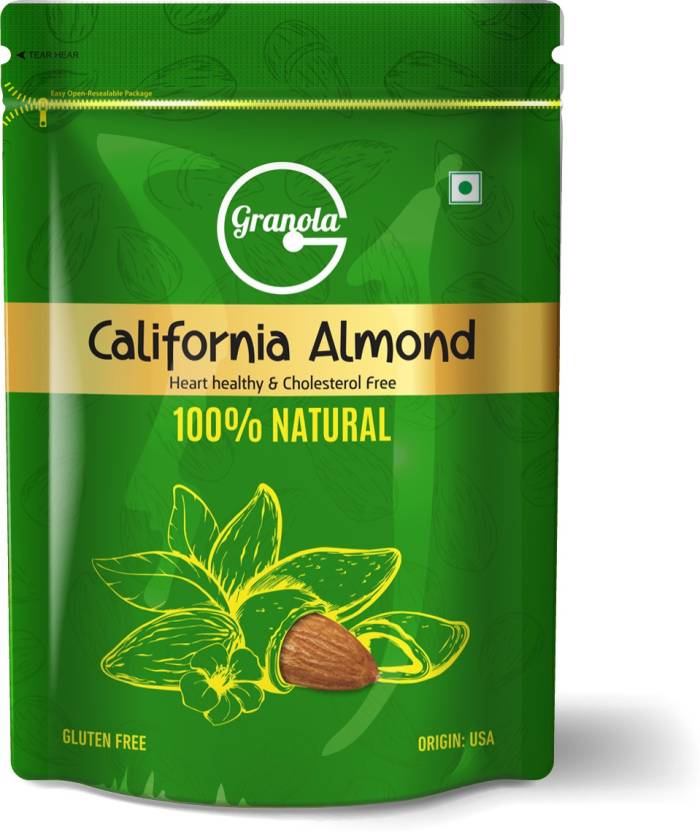 TEAR HEAR
Easy Open-Resealable Package
Granola
California Almond
Heart healthy & Cholesterol Free
100% NATURAL
GLUTEN FREE
ORIGIN: USA